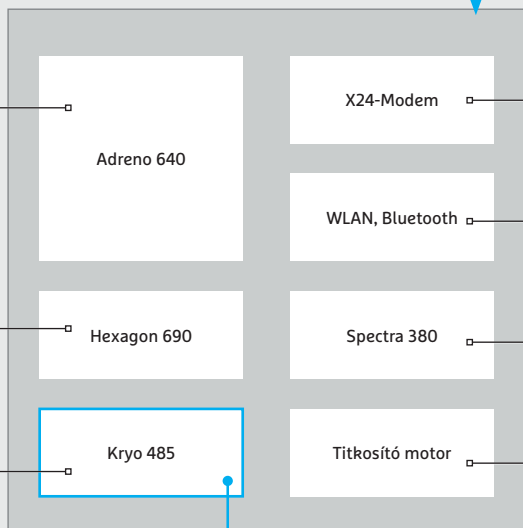 Adreno 640
Hexagon 690
Kryo 485
X24-Modem
WLAN, Bluetooth
Spectra 380
Titkosító motor